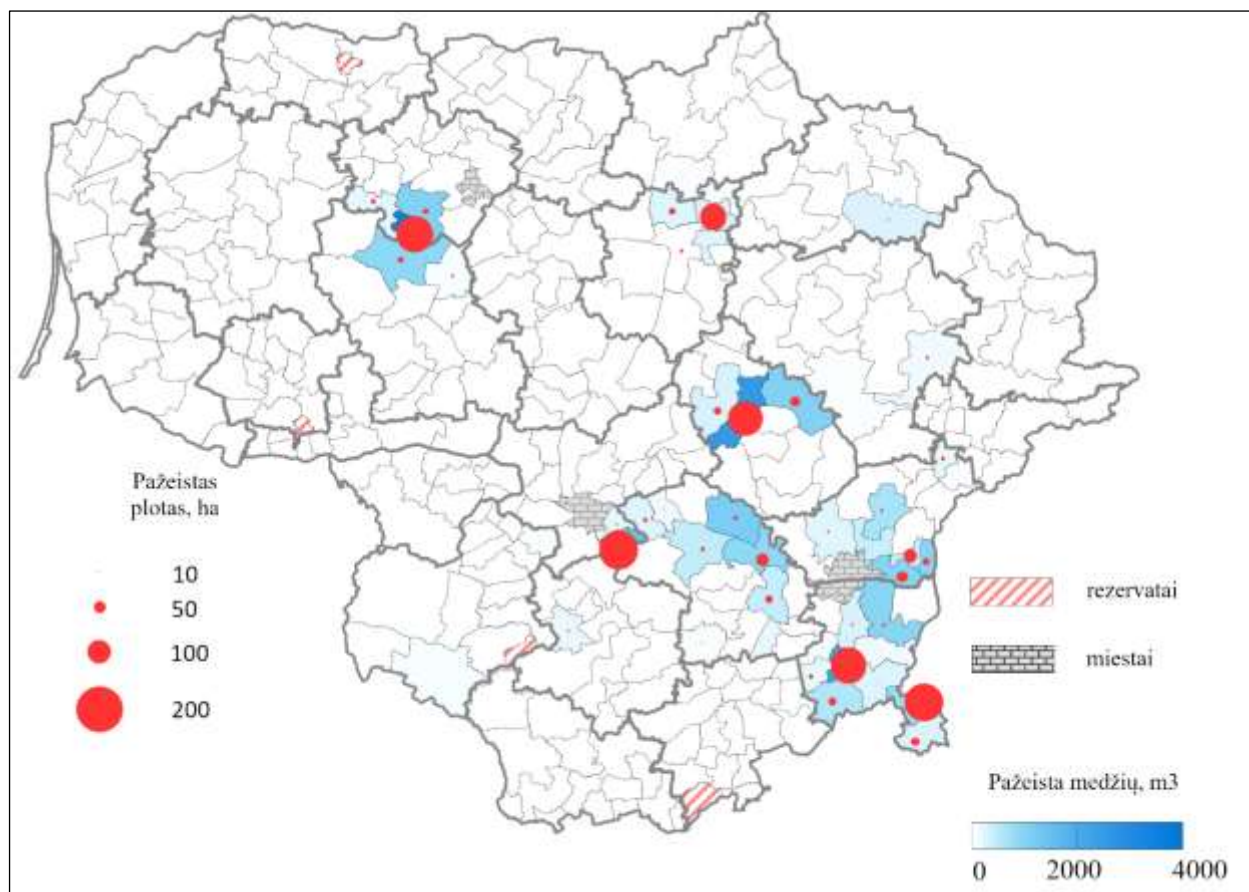 Pažeistas
plotas, ha
10
50
100
200
rezervatai
miestai
Pažeista medžių, m3
0 2000 4000